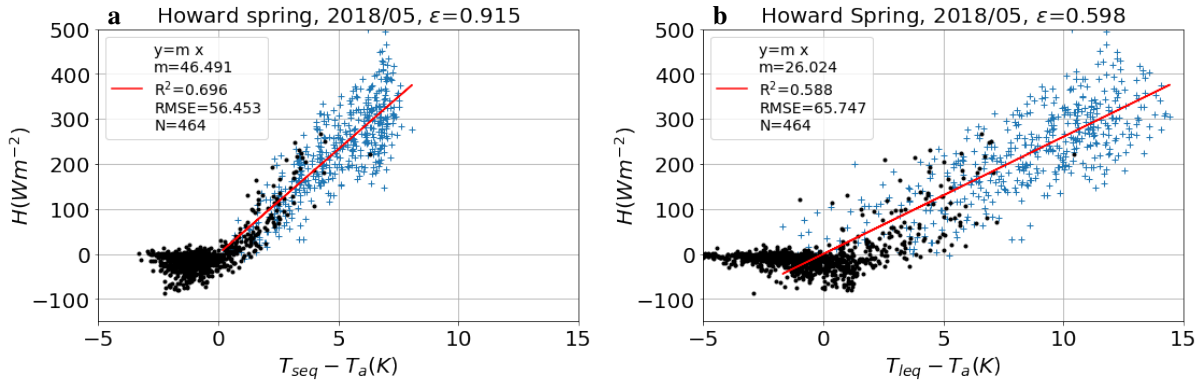 a Howard spring, 2018/05, ε=0.915
500
400
300
200
100
0
−100
H(Wm⁻²)
y=m x
m=46.491
R²=0.696
RMSE=56.453
N=464
−5 0 5 10 15
T_seq − T_a(K)
b Howard Spring, 2018/05, ε=0.598
500
400
300
200
100
0
−100
H(Wm⁻²)
y=m x
m=26.024
R²=0.588
RMSE=65.747
N=464
−5 0 5 10 15
T_leq − T_a(K)